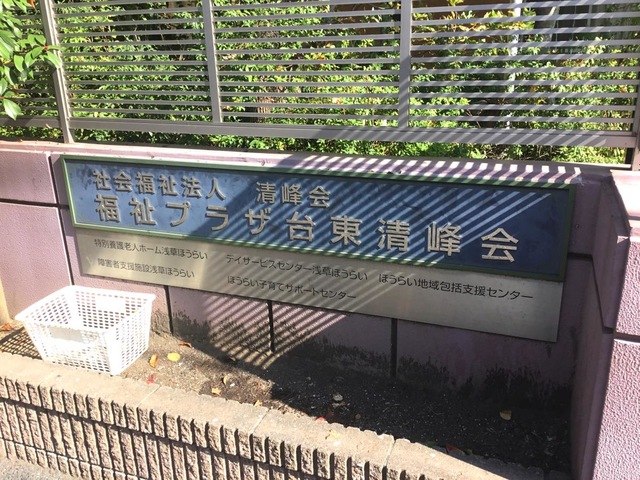 社会福祉法人 清峰会
福祉プラザ台東清峰会
特別養護老人ホーム浅草ほうらい デイサービスセンター浅草ほうらい ほうらい地域包括支援センター
障害者支援施設浅草ほうらい ほうらい子育てサポートセンター